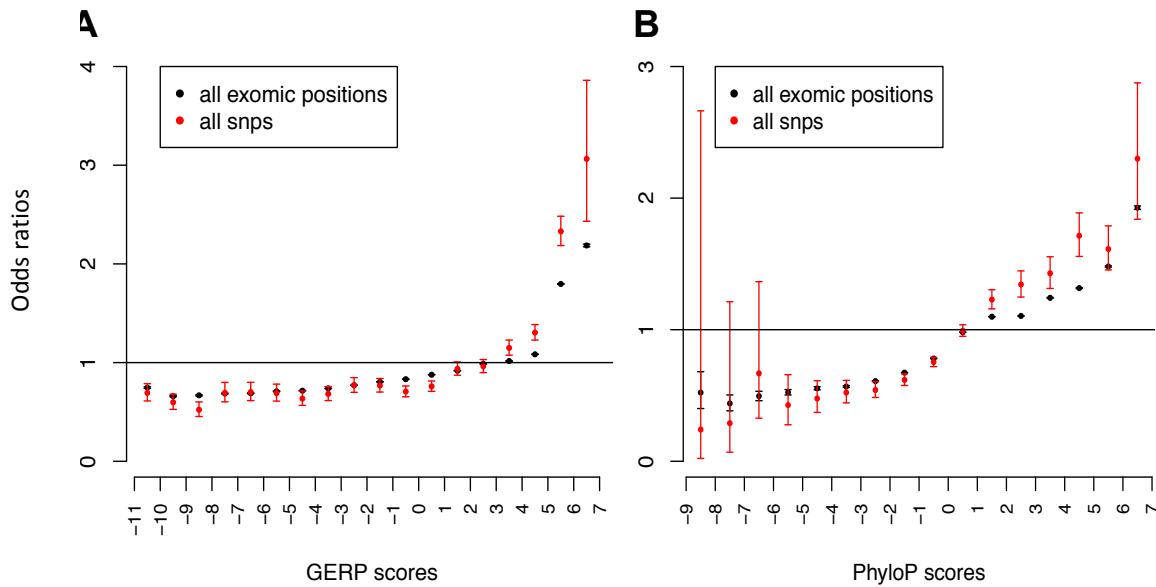 A
B
all exomic positions
all snps
all exomic positions
all snps
Odds ratios
4
3
2
1
0
3
2
1
0
−11 −10 −9 −8 −7 −6 −5 −4 −3 −2 −1 0 1 2 3 4 5 6 7
−9 −8 −7 −6 −5 −4 −3 −2 −1 0 1 2 3 4 5 6 7
GERP scores
PhyloP scores